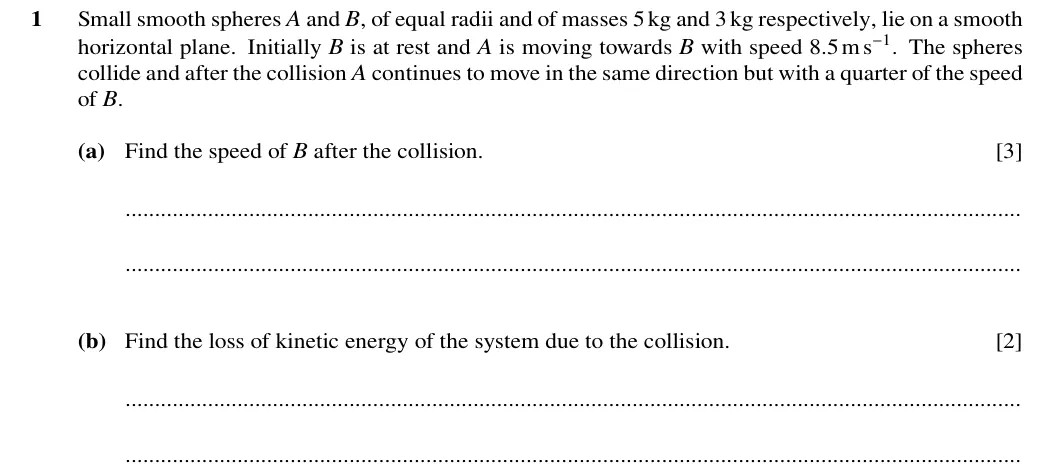 1 Small smooth spheres A and B, of equal radii and of masses 5 kg and 3 kg respectively, lie on a smooth
horizontal plane. Initially B is at rest and A is moving towards B with speed 8.5 m s⁻¹. The spheres
collide and after the collision A continues to move in the same direction but with a quarter of the speed
of B.
(a) Find the speed of B after the collision. [3]
(b) Find the loss of kinetic energy of the system due to the collision. [2]